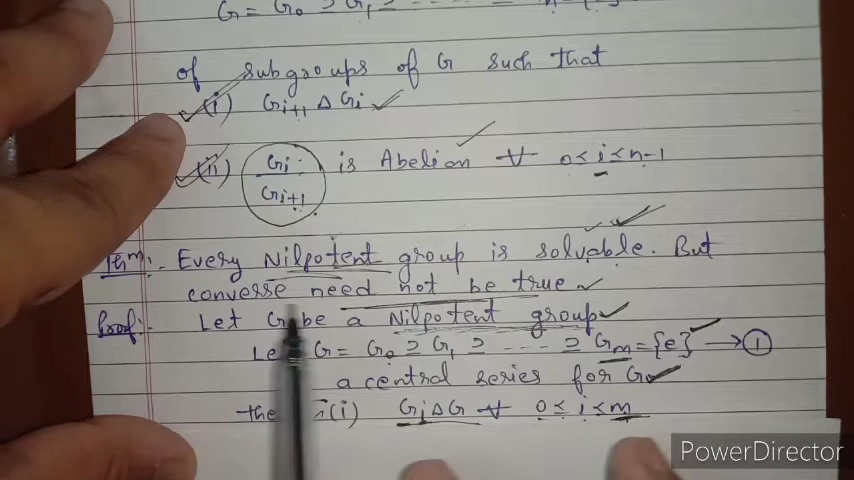 G = G₀ ⊇ G₁ ⊇
of subgroups of G such that
(i) Gi+1 Δ Gi
(ii) Gi/Gi+1 is Abelian ∀ 0≤i≤n-1
Thm:- Every Nilpotent group is solvable. But
converse need not be true
Proof:- Let G be a Nilpotent group
G = G₀ ⊇ G₁ ⊇ ---- ⊇ Gm = {e} → ①
a central series for G
(i) Gi Δ G ∀ 0≤i≤m
PowerDirector